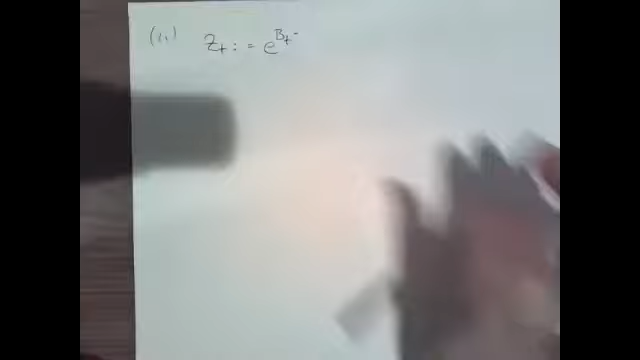 (ii) Z_t := e^{B_t -